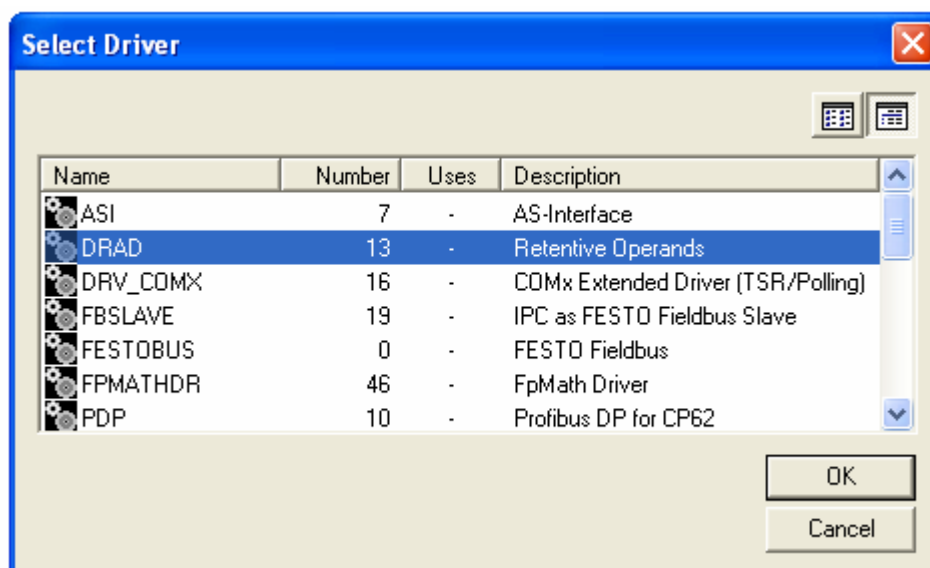 Select Driver
Name Number Uses Description
ASI 7 - AS-Interface
DRAD 13 - Retentive Operands
DRV_COMX 16 - COMx Extended Driver (TSR/Polling)
FBSLAVE 19 - IPC as FESTO Fieldbus Slave
FESTOBUS 0 - FESTO Fieldbus
FPMATHDR 46 - FpMath Driver
PDP 10 - Profibus DP for CP62
OK
Cancel